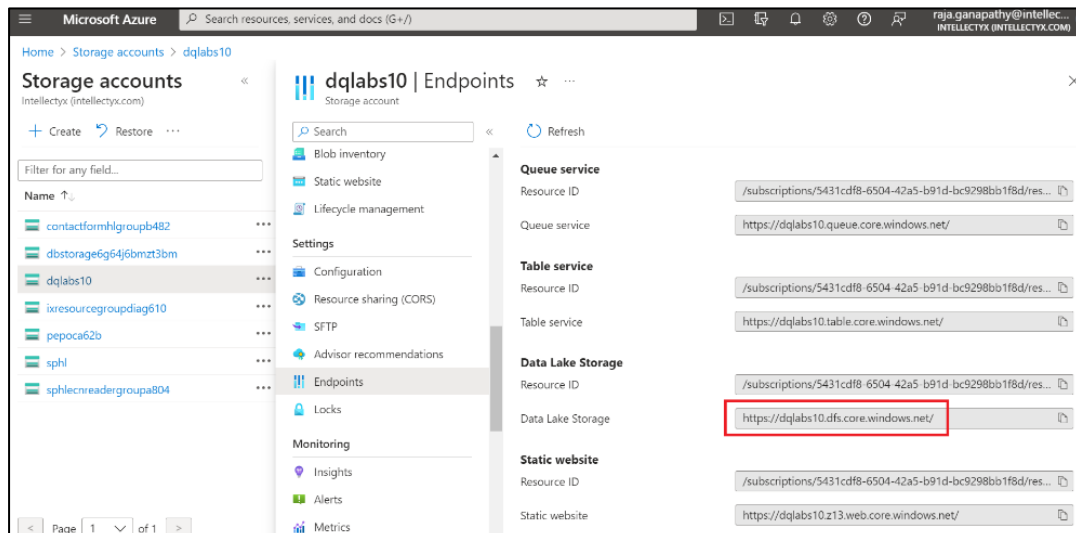 Microsoft Azure
Search resources, services, and docs (G+/)
raja.ganapathy@intellec...
INTELLECTYX (INTELLECTYX.COM)
Home > Storage accounts > dqlabs10
Storage accounts
Intellectyx (intellectyx.com)
+ Create Restore ...
Filter for any field...
Name ↑↓
contactformhlgroupb482 ...
dbstorage6g64j6bmzt3bm ...
dqlabs10 ...
ixresourcegroupdiag610 ...
pepoca62b ...
sphl ...
sphlecnreadergroupa804 ...
< Page 1 of 1 >
dqlabs10 | Endpoints ...
Storage account
Search
Blob inventory
Static website
Lifecycle management
Settings
Configuration
Resource sharing (CORS)
SFTP
Advisor recommendations
Endpoints
Locks
Monitoring
Insights
Alerts
Metrics
Refresh
Queue service
Resource ID /subscriptions/5431cdf8-6504-42a5-b91d-bc9298bb1f8d/res...
Queue service https://dqlabs10.queue.core.windows.net/
Table service
Resource ID /subscriptions/5431cdf8-6504-42a5-b91d-bc9298bb1f8d/res...
Table service https://dqlabs10.table.core.windows.net/
Data Lake Storage
Resource ID /subscriptions/5431cdf8-6504-42a5-b91d-bc9298bb1f8d/res...
Data Lake Storage https://dqlabs10.dfs.core.windows.net/
Static website
Resource ID /subscriptions/5431cdf8-6504-42a5-b91d-bc9298bb1f8d/res...
Static website https://dqlabs10.z13.web.core.windows.net/